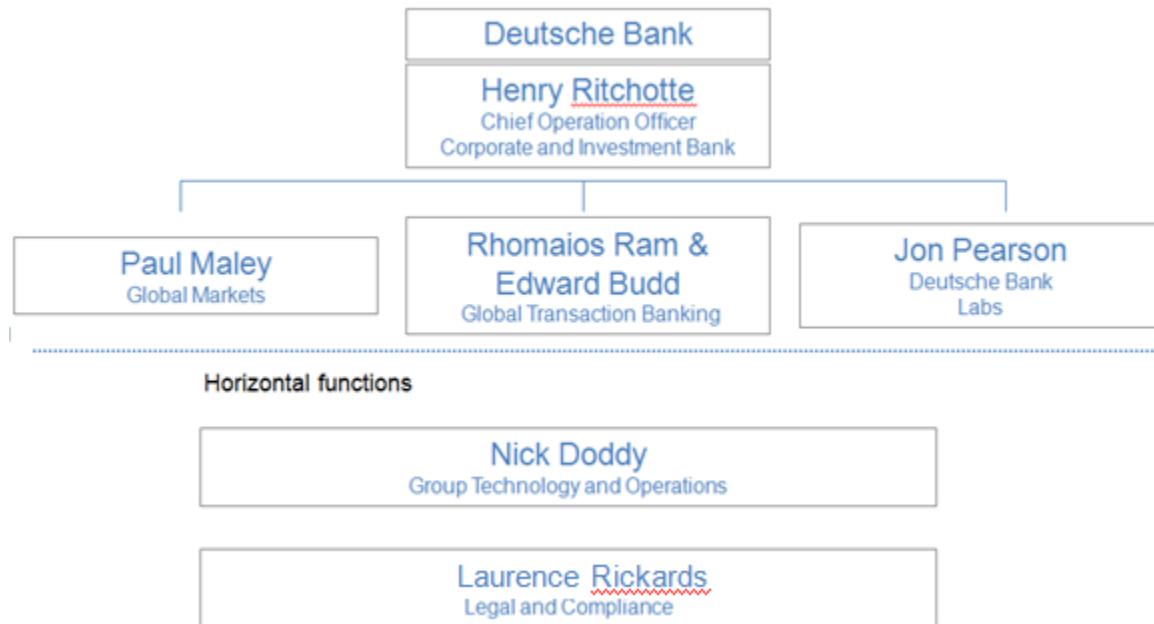 Deutsche Bank
Henry Ritchotte
Chief Operation Officer
Corporate and Investment Bank
Paul Maley
Global Markets
Rhomaios Ram &
Edward Budd
Global Transaction Banking
Jon Pearson
Deutsche Bank
Labs
Horizontal functions
Nick Doddy
Group Technology and Operations
Laurence Rickards
Legal and Compliance